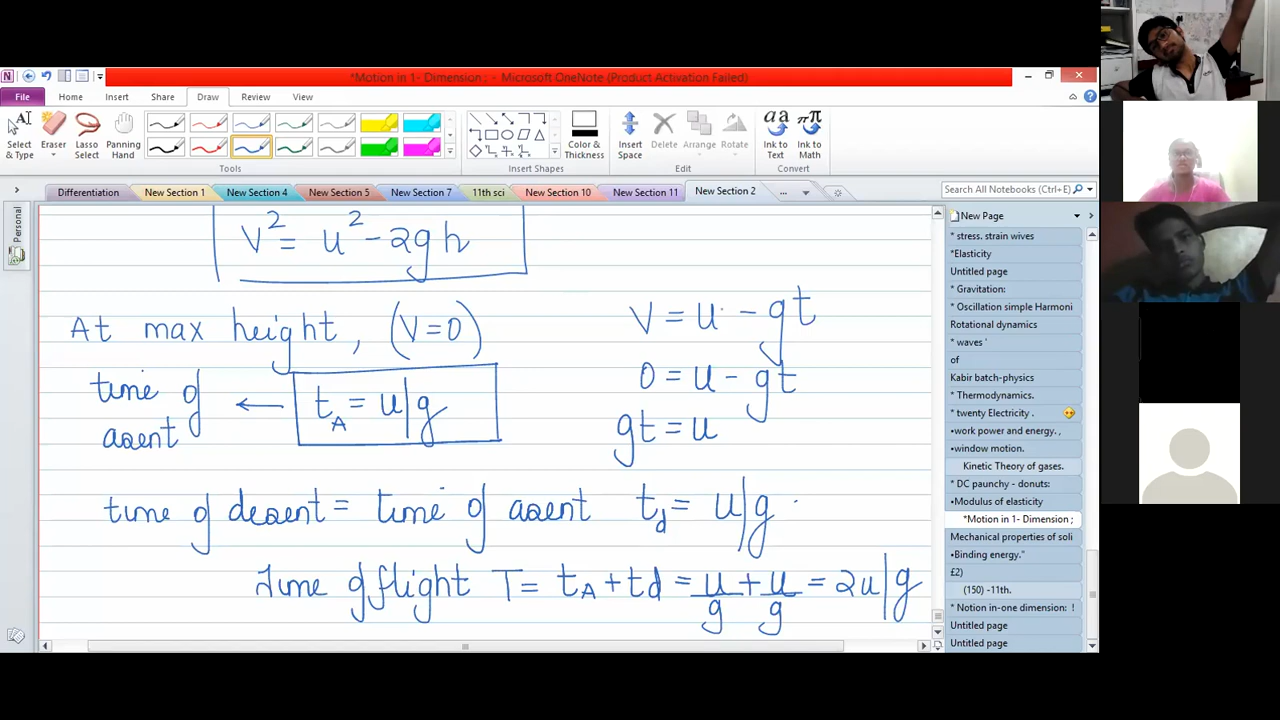 *Motion in 1- Dimension ; - Microsoft OneNote (Product Activation Failed)
File Home Insert Share Draw Review View
Select & Type
Eraser
Lasso Select
Panning Hand
Color & Thickness
Insert Space
Delete
Arrange
Rotate
Ink to Text
Ink to Math
Tools
Insert Shapes
Edit
Convert
Differentiation New Section 1 New Section 4 New Section 5 New Section 7 11th sci New Section 10 New Section 11 New Section 2 ...
Search All Notebooks (Ctrl+E)
Personal
V² = u² - 2gh
At max height, (V=0)
V = u - gt
0 = u - gt
time of asent ← t_A = u/g
gt = u
time of desent = time of asent t_d = u/g
Time of flight T = t_A + td = u/g + u/g = 2u/g
New Page
* stress. strain wives
*Elasticity
Untitled page
* Gravitation:
* Oscillation simple Harmoni
Rotational dynamics
* waves '
of
Kabir batch-physics
* Thermodynamics.
* twenty Electricity .
•work power and energy. ,
•window motion.
Kinetic Theory of gases.
* DC paunchy - donuts:
•Modulus of elasticity
*Motion in 1- Dimension ;
Mechanical properties of soli
•Binding energy."
£2)
(150) -11th.
* Notion in-one dimension: !
Untitled page
Untitled page